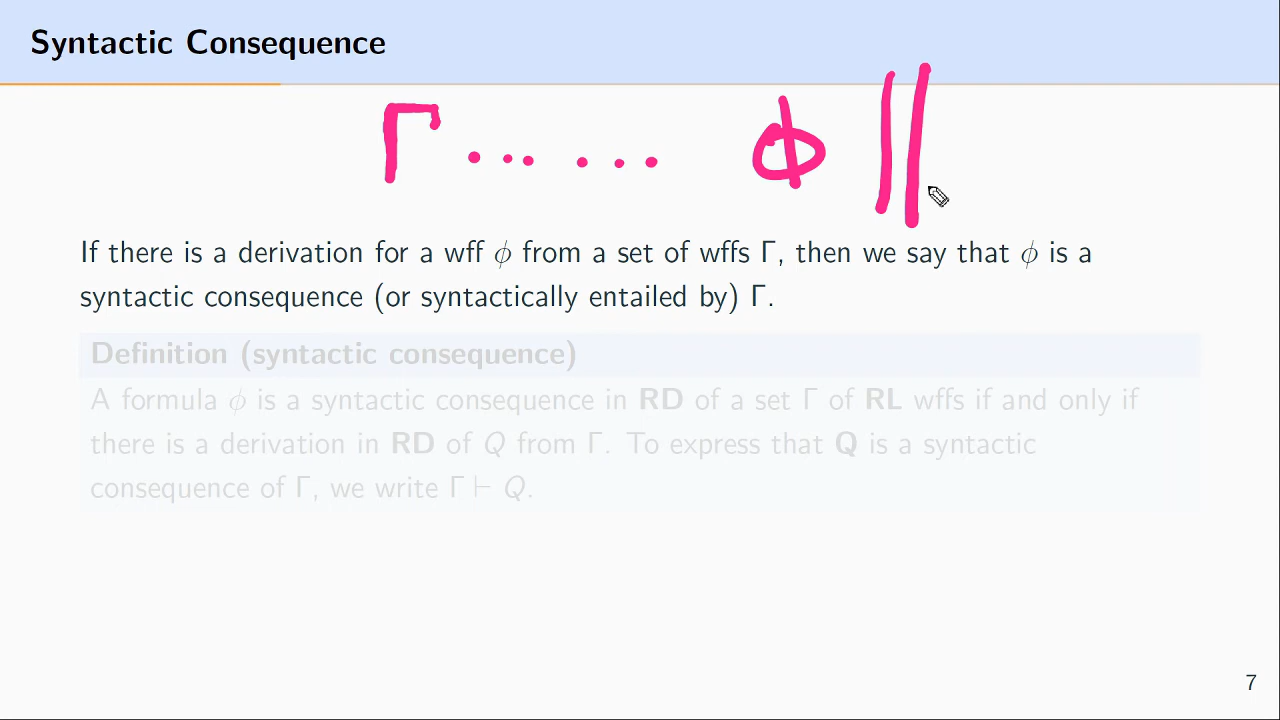 Syntactic Consequence
Γ...... ϕ ||
If there is a derivation for a wff ϕ from a set of wffs Γ, then we say that ϕ is a
syntactic consequence (or syntactically entailed by) Γ.
Definition (syntactic consequence)
A formula ϕ is a syntactic consequence in RD of a set Γ of RL wffs if and only if
there is a derivation in RD of Q from Γ. To express that Q is a syntactic
consequence of Γ, we write Γ ⊢ Q.
7